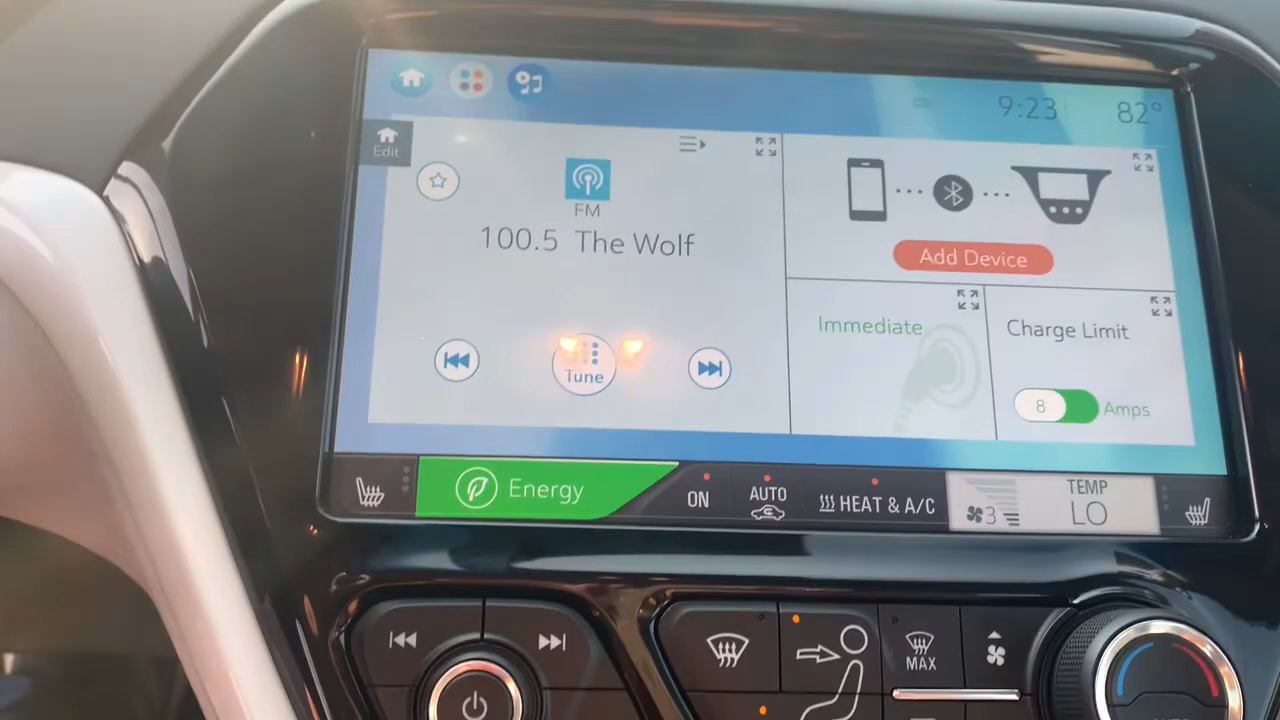 9:23
82°
Edit
FM
100.5 The Wolf
Tune
Add Device
Immediate
Charge Limit
8 Amps
Energy
ON
AUTO
HEAT & A/C
3
TEMP
LO
MAX